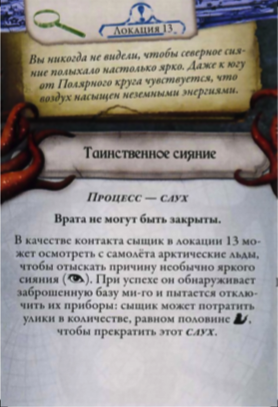 Локация 13
Вы никогда не видели, чтобы северное сия-
ние полыхало настолько ярко. Даже к югу
от Полярного круга чувствуется, что
воздух насыщен неземными энергиями.
Таинственное сияние
Процесс — слух
Врата не могут быть закрыты.
В качестве контакта сыщик в локации 13 мо-
жет осмотреть с самолёта арктические льды,
чтобы отыскать причину необычно яркого
сияния (). При успехе он обнаруживает
заброшенную базу ми-го и пытается отклю-
чить их приборы: сыщик может потратить
улики в количестве, равном половине ,
чтобы прекратить этот слух.